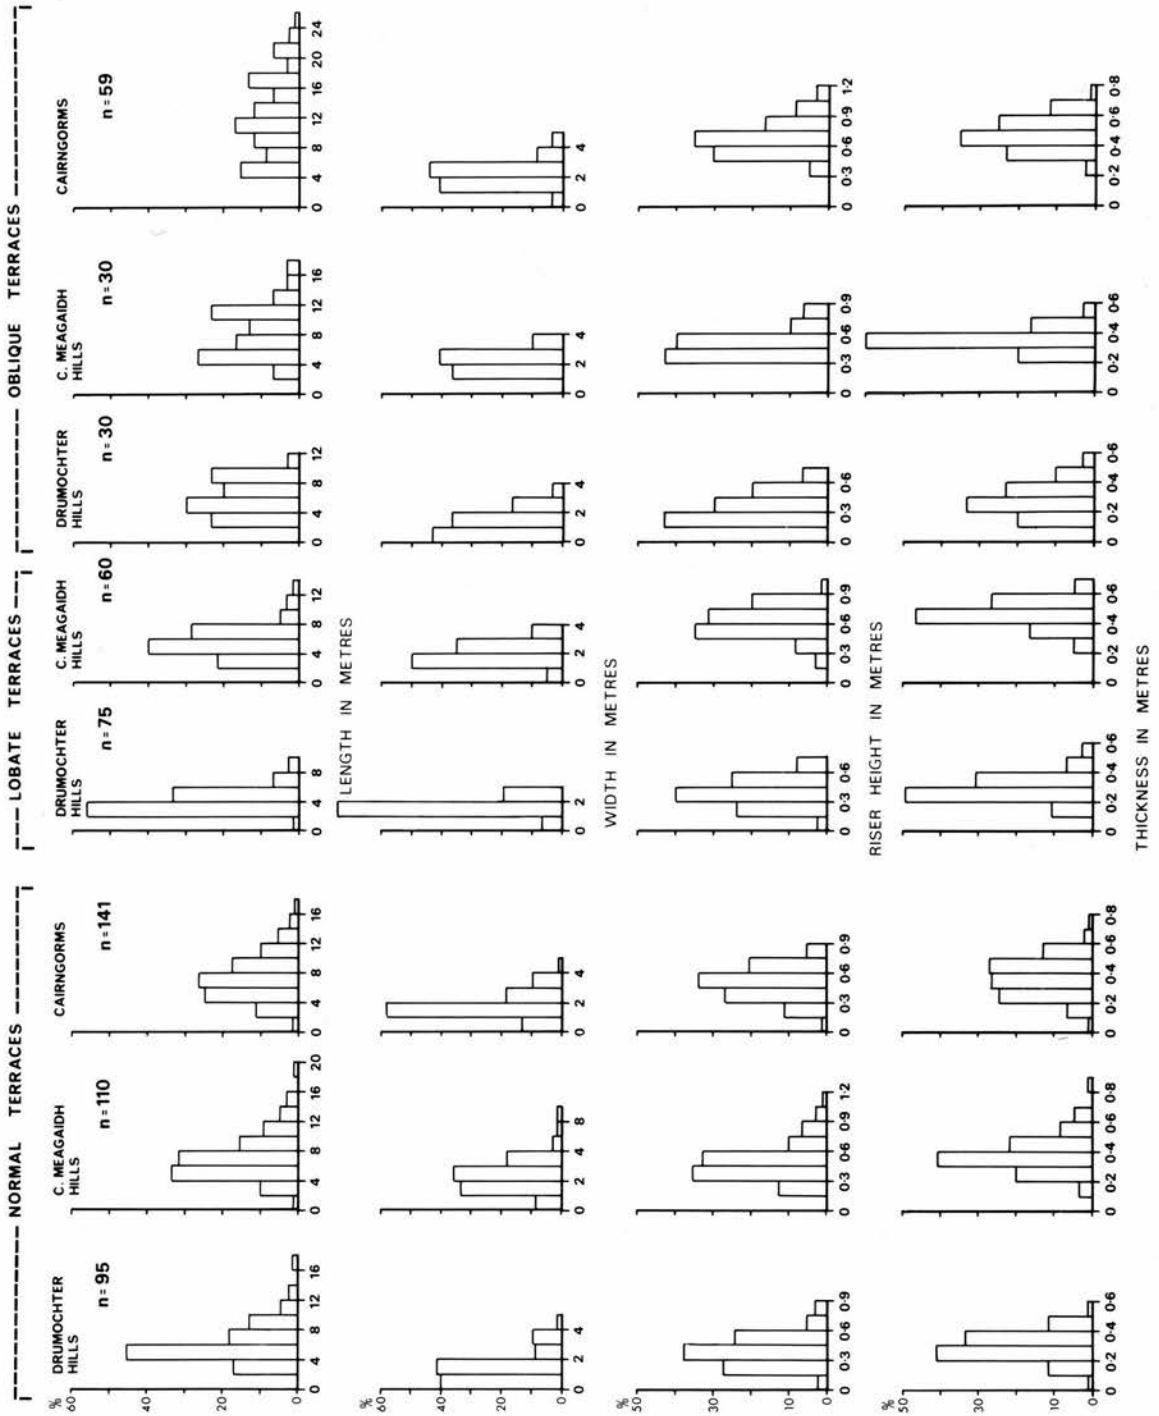 NORMAL TERRACES LOBATE TERRACES OBLIQUE TERRACES
DRUMOCHTER HILLS C. MEAGAIDH HILLS CAIRNGORMS DRUMOCHTER HILLS C. MEAGAIDH HILLS DRUMOCHTER HILLS C. MEAGAIDH HILLS CAIRNGORMS
n=95 n=110 n=141 n=75 n=60 n=30 n=30 n=59
%
60
40
20
0
0 4 8 12 16 0 4 8 12 16 20 0 4 8 12 16 0 4 8 0 4 8 12 0 4 8 12 0 4 8 12 16 0 4 8 12 16 20 24
LENGTH IN METRES
0 2 4 0 2 4 8 0 2 4 0 2 0 2 4 0 2 4 0 2 4 0 2 4
WIDTH IN METRES
%
50
30
10
0 0·3 0·6 0·9 0 0·3 0·6 0·9 1·2 0 0·3 0·6 0·9 0 0·3 0·6 0 0·3 0·6 0·9 0 0·3 0·6 0 0·3 0·6 0·9 0 0·3 0·6 0·9 1·2
RISER HEIGHT IN METRES
%
50
30
10
0 0·2 0·4 0·6 0 0·2 0·4 0·6 0·8 0 0·2 0·4 0·6 0·8 0 0·2 0·4 0·6 0 0·2 0·4 0·6 0 0·2 0·4 0·6 0 0·2 0·4 0·6 0 0·2 0·4 0·6 0·8
THICKNESS IN METRES